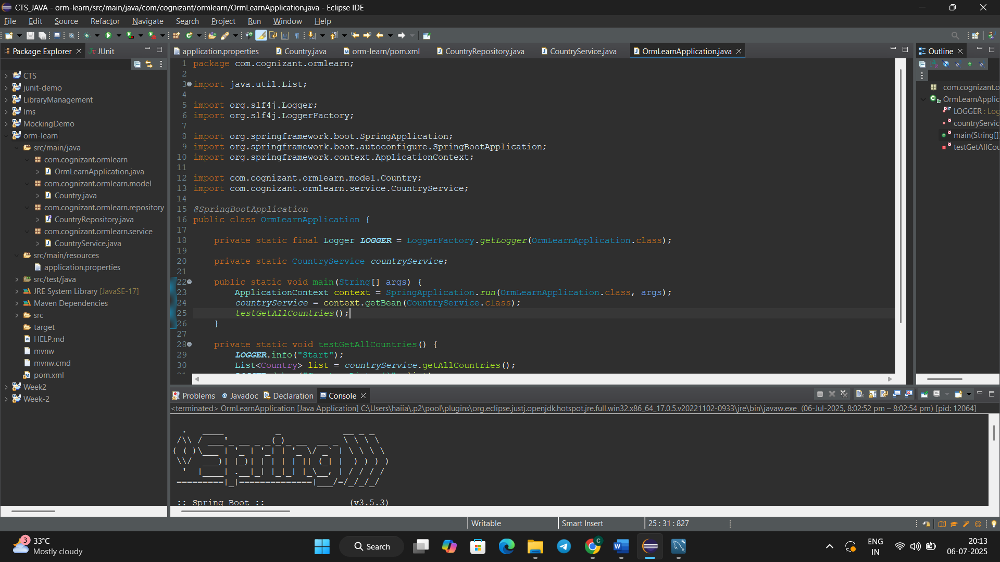 CTS_JAVA - orm-learn/src/main/java/com/cognizant/ormlearn/OrmLearnApplication.java - Eclipse IDE
File Edit Source Refactor Navigate Search Project Run Window Help
Package Explorer
JUnit
CTS
junit-demo
LibraryManagement
lms
MockingDemo
orm-learn
src/main/java
com.cognizant.ormlearn
OrmLearnApplication.java
com.cognizant.ormlearn.model
Country.java
com.cognizant.ormlearn.repository
CountryRepository.java
com.cognizant.ormlearn.service
CountryService.java
src/main/resources
application.properties
src/test/java
JRE System Library [JavaSE-17]
Maven Dependencies
src
target
HELP.md
mvnw
mvnw.cmd
pom.xml
Week2
Week-2
application.properties Country.java orm-learn/pom.xml CountryRepository.java CountryService.java OrmLearnApplication.java
1 package com.cognizant.ormlearn;
2
3 import java.util.List;
4
5 import org.slf4j.Logger;
6 import org.slf4j.LoggerFactory;
7
8 import org.springframework.boot.SpringApplication;
9 import org.springframework.boot.autoconfigure.SpringBootApplication;
10 import org.springframework.context.ApplicationContext;
11
12 import com.cognizant.ormlearn.model.Country;
13 import com.cognizant.ormlearn.service.CountryService;
14
15 @SpringBootApplication
16 public class OrmLearnApplication {
17
18 private static final Logger LOGGER = LoggerFactory.getLogger(OrmLearnApplication.class);
19
20 private static CountryService countryService;
21
22 public static void main(String[] args) {
23 ApplicationContext context = SpringApplication.run(OrmLearnApplication.class, args);
24 countryService = context.getBean(CountryService.class);
25 testGetAllCountries();
26 }
27
28 private static void testGetAllCountries() {
29 LOGGER.info("Start");
30 List<Country> list = countryService.getAllCountries();
Outline
com.cognizant.o
OrmLearnApplic
LOGGER : Log
countryServic
main(String[]
testGetAllCou
Problems Javadoc Declaration Console
<terminated> OrmLearnApplication [Java Application] C:\Users\haiia\.p2\pool\plugins\org.eclipse.justj.openjdk.hotspot.jre.full.win32.x86_64_17.0.5.v20221102-0933\jre\bin\javaw.exe (06-Jul-2025, 8:02:52 pm – 8:02:54 pm) [pid: 12064]
Spring
:: Spring Boot :: (v3.5.3)
Writable Smart Insert 25 : 31 : 827
3
33°C
Mostly cloudy
Search
ENG
IN
20:13
06-07-2025